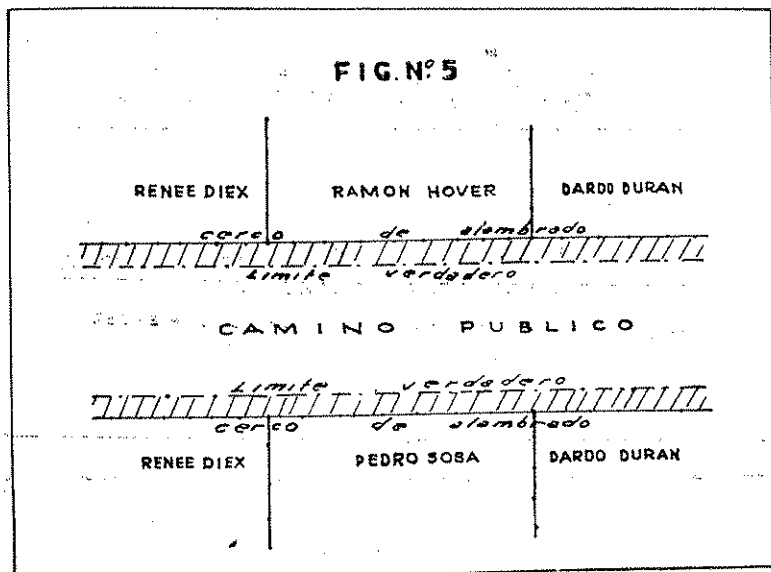 FIG. Nº 5
RENEE DIEX RAMON HOVER DARDO DURAN
cerco de alambrado
Limite verdadero
CAMINO PUBLICO
Limite verdadero
cerco de alambrado
RENEE DIEX PEDRO SOSA DARDO DURAN